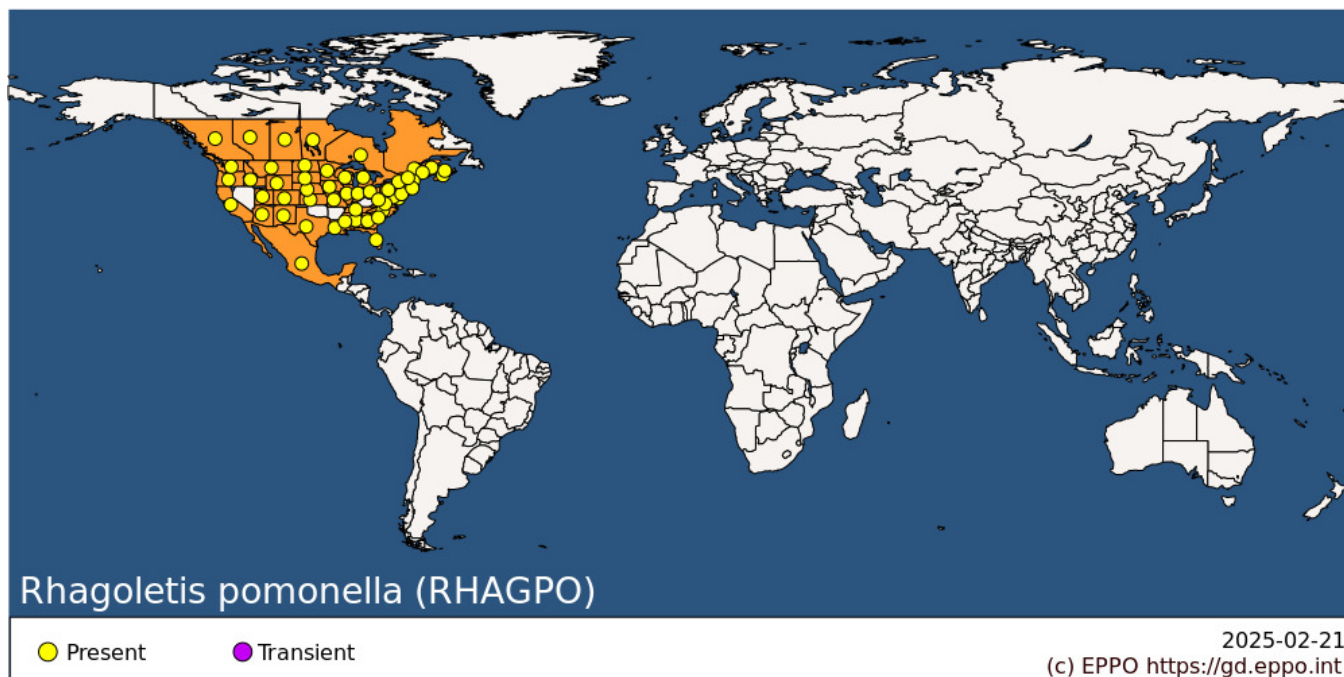 Rhagoletis pomonella (RHAGPO)
Present
Transient
2025-02-21
(c) EPPO https://gd.eppo.int